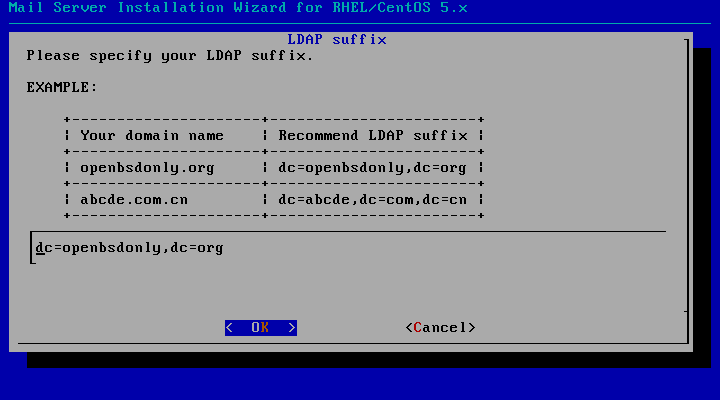 Mail Server Installation Wizard for RHEL/CentOS 5.x
LDAP suffix
Please specify your LDAP suffix.
EXAMPLE:
+----------------------+------------------------+
| Your domain name | Recommend LDAP suffix |
+----------------------+------------------------+
| openbsdonly.org | dc=openbsdonly,dc=org |
+----------------------+------------------------+
| abcde.com.cn | dc=abcde,dc=com,dc=cn |
+----------------------+------------------------+
dc=openbsdonly,dc=org
< OK > <Cancel>